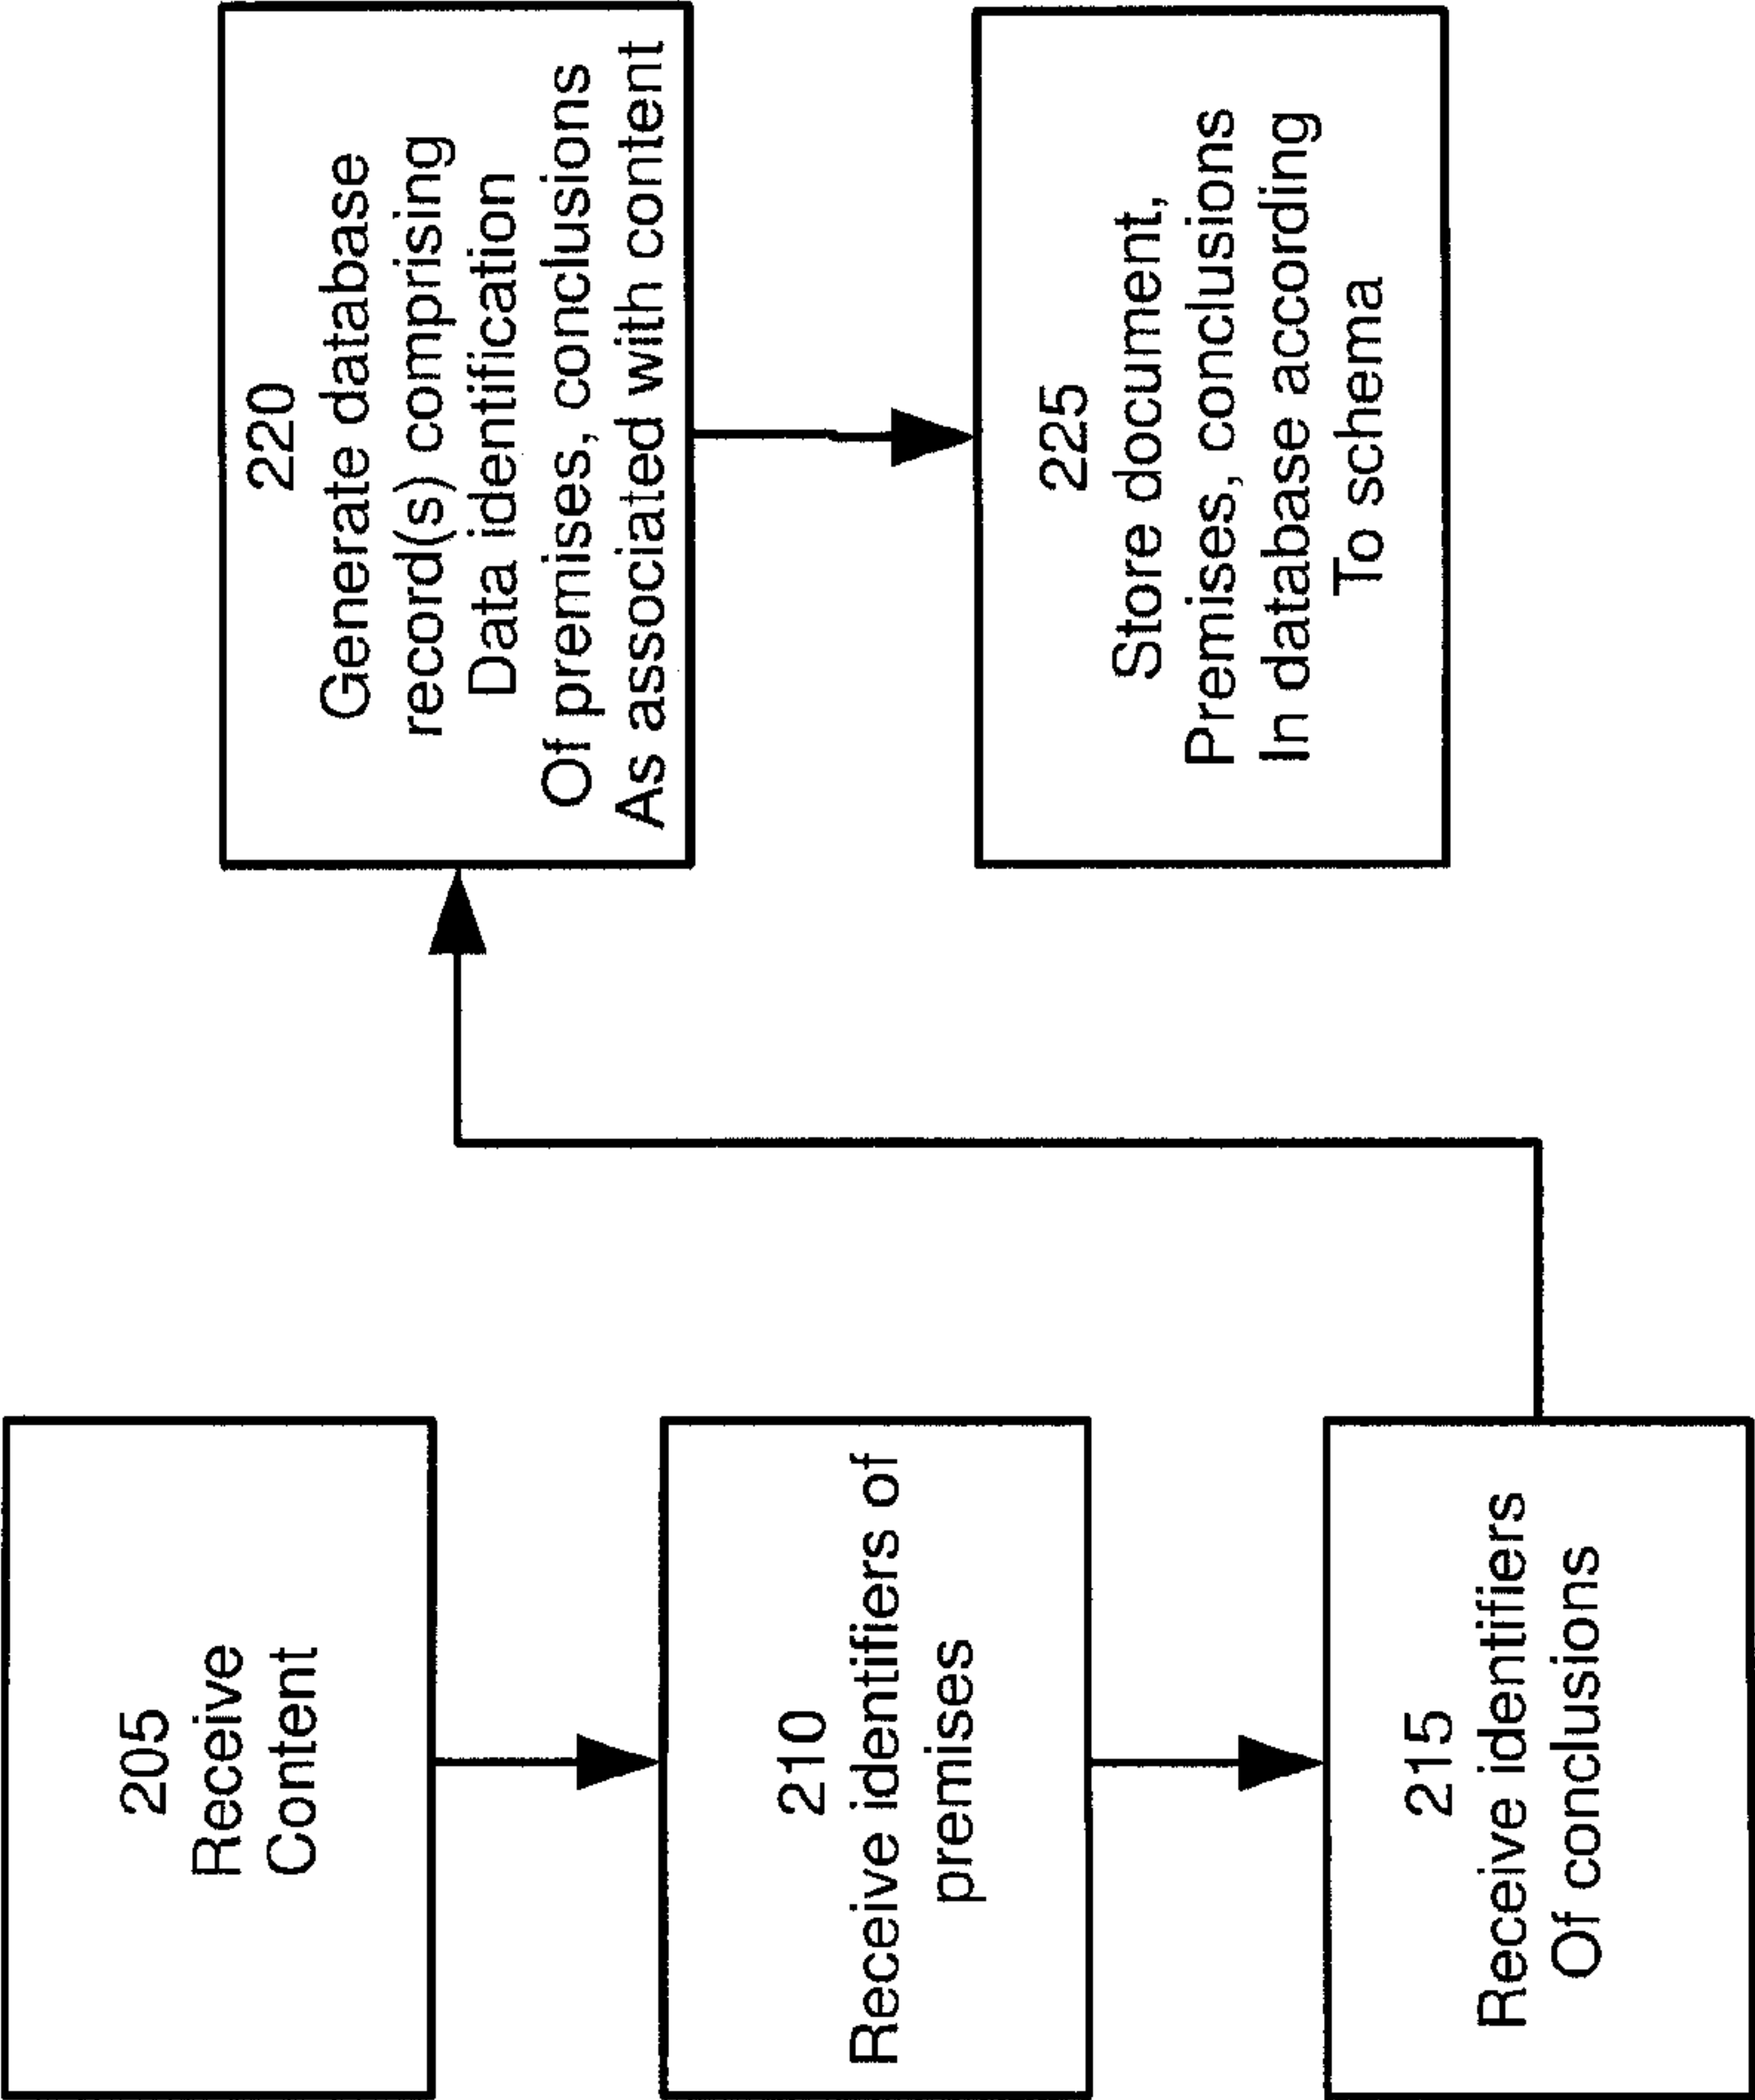 205
Receive
Content
210
Receive identifiers of
premises
215
Receive identifiers
Of conclusions
220
Generate database
record(s) comprising
Data identification
Of premises, conclusions
As associated with content
225
Store document,
Premises, conclusions
In database according
To schema